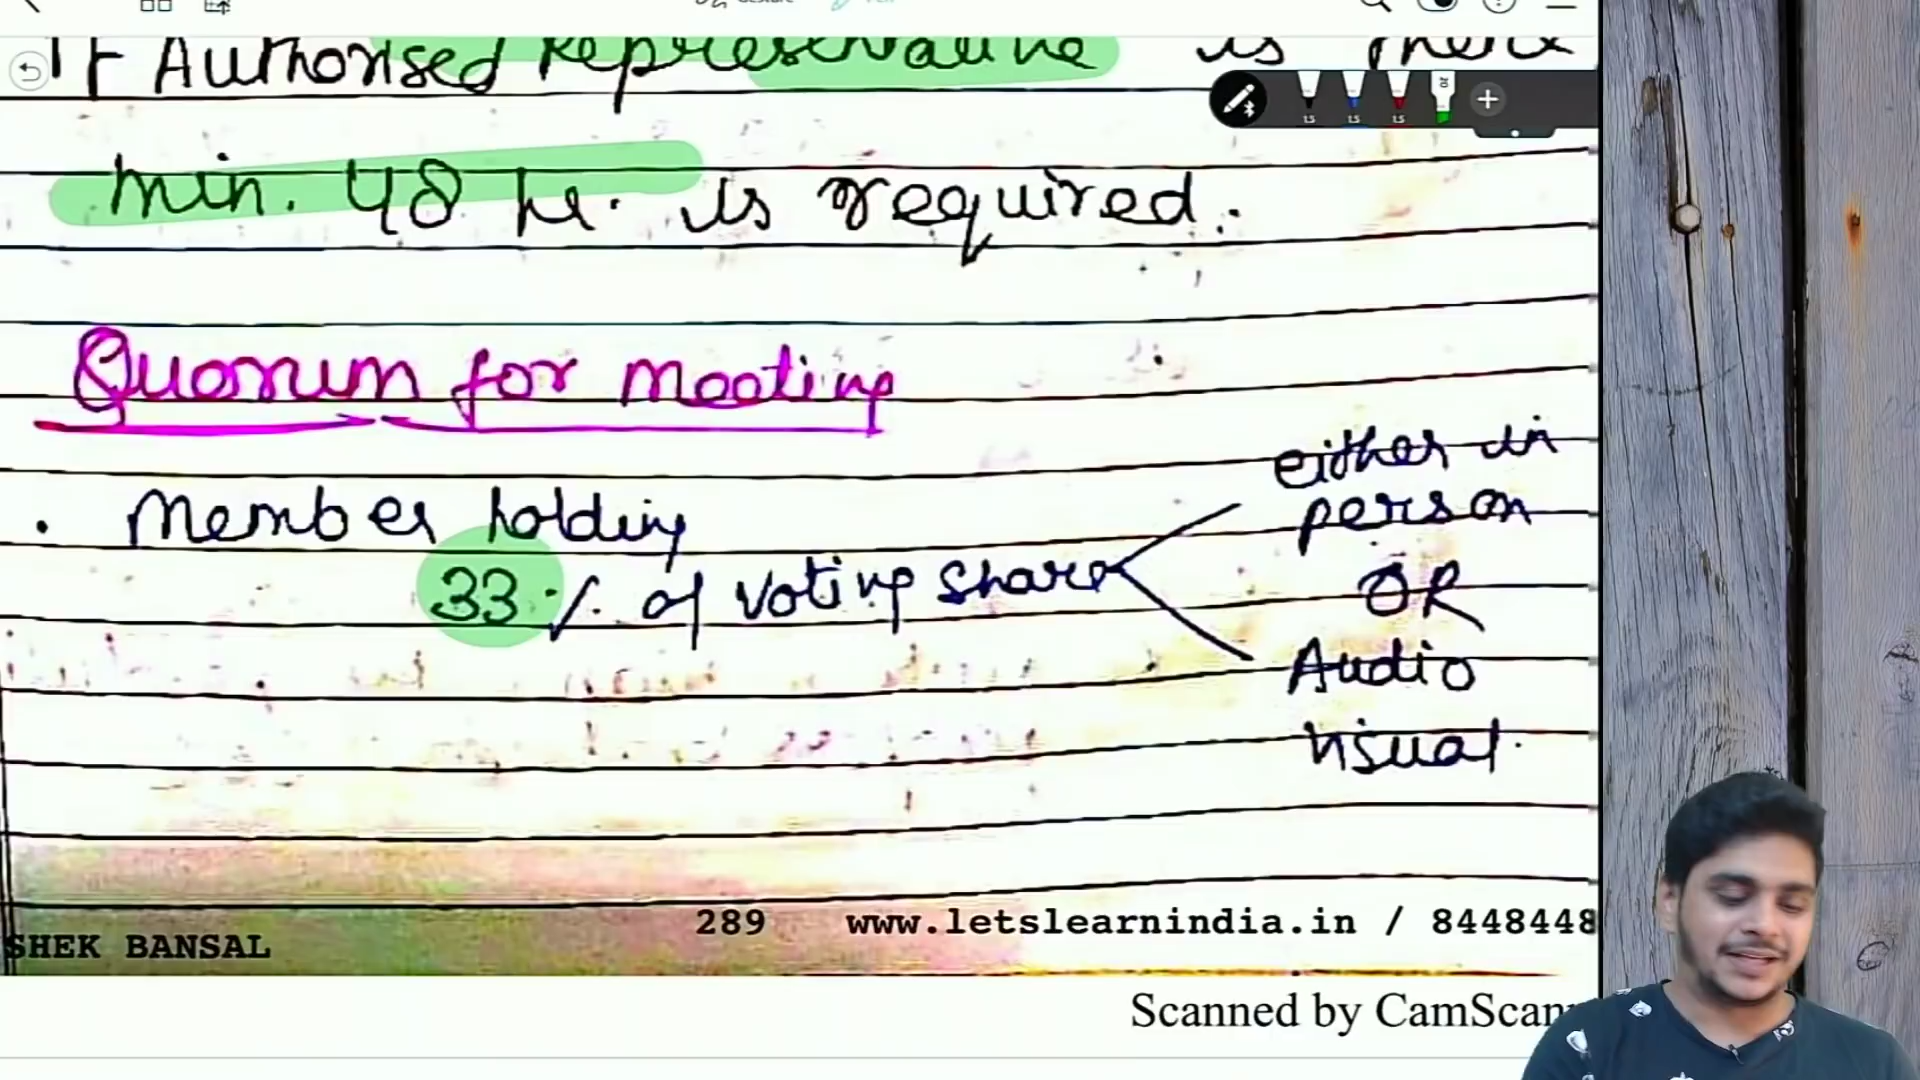 If Authorised Representative is there
min. 48 hr. is required.
Quorum for meeting
. Member holding
33 % of voting share
either in
person
OR
Audio
visual.
SHEK BANSAL
289 www.letslearnindia.in / 8448448
Scanned by CamScan